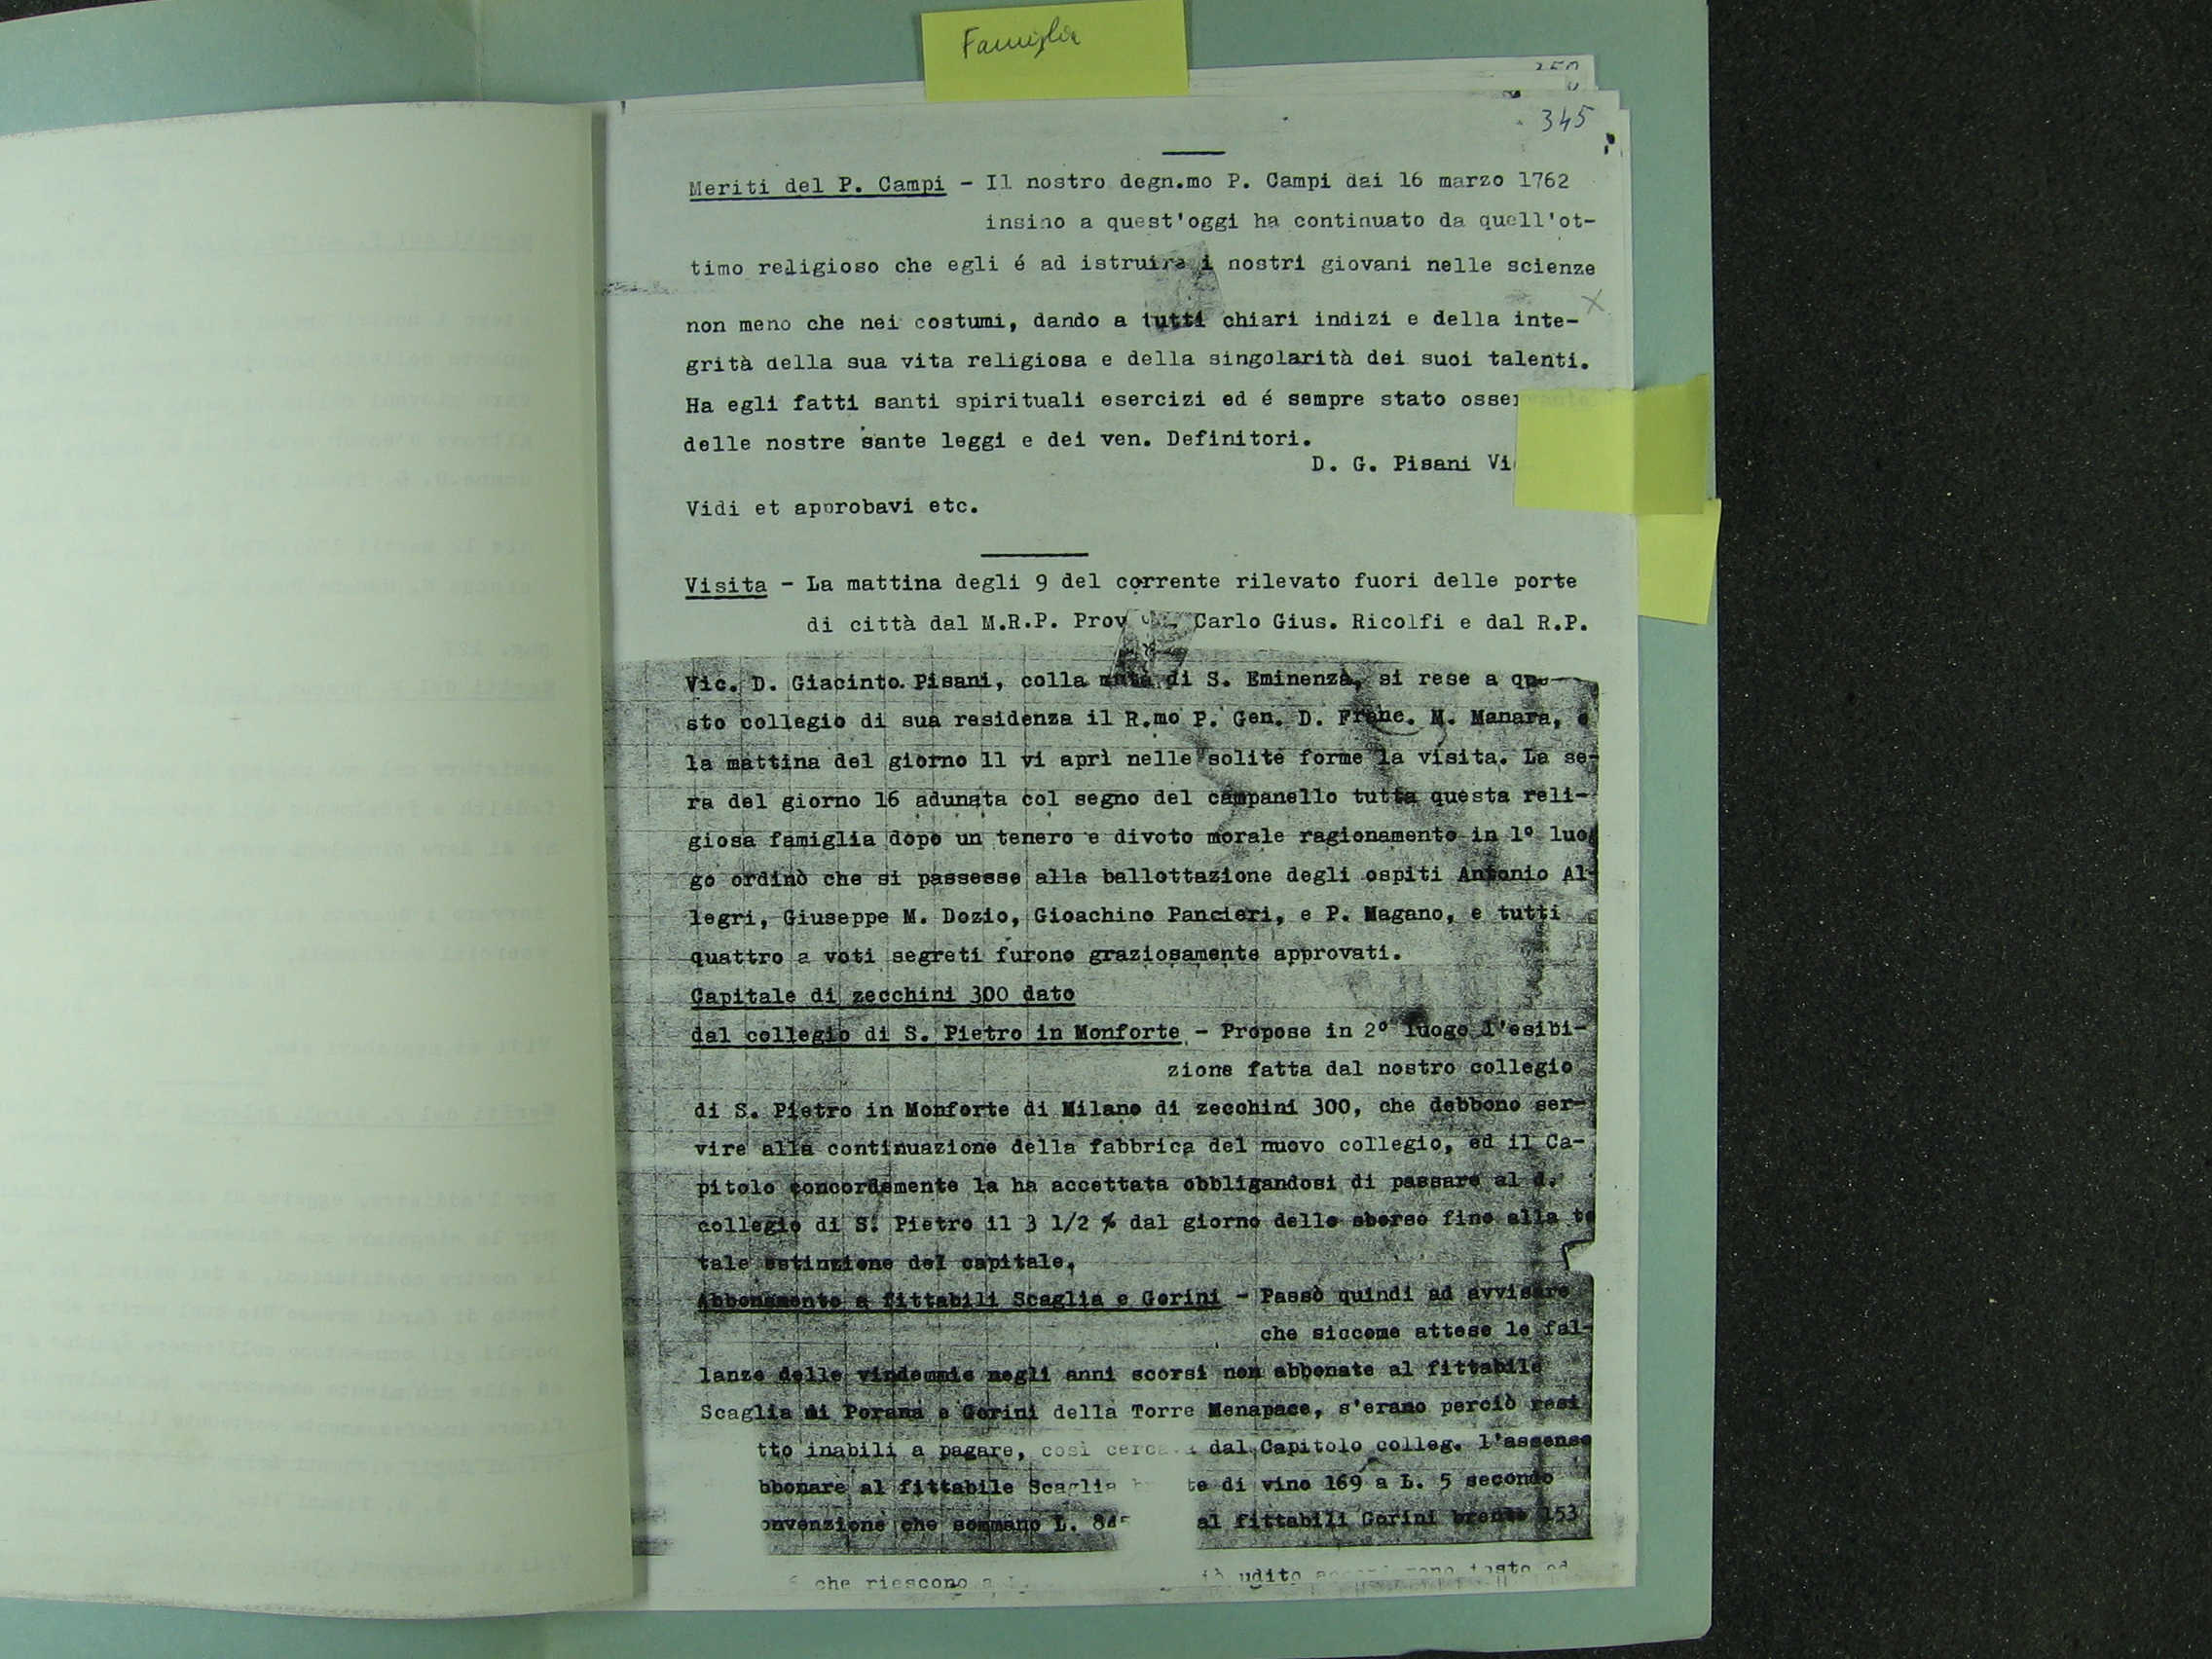 Famiglia
345
Meriti del P. Campi - Il nostro degn.mo P. Campi dai 16 marzo 1762
insino a quest'oggi ha continuato da quell'ot-
timo religioso che egli é ad istruire i nostri giovani nelle scienze
non meno che nei costumi, dando a tutti chiari indizi e della inte-
grità della sua vita religiosa e della singolarità dei suoi talenti.
Ha egli fatti santi spirituali esercizi ed é sempre stato osservante
delle nostre sante leggi e dei ven. Definitori.
D. G. Pisani
Vidi et approbavi etc.
Visita - La mattina degli 9 del corrente rilevato fuori delle porte
di città dal M.R.P. Prov Carlo Gius. Ricolfi e dal R.P.
Vic. D. Giacinto Pisani, colla di S. Eminenza, si rese a que-
sto collegio di sua residenza il R.mo P. Gen. D. Franc. M. Manara, e
la mattina del giorno 11 vi aprì nelle solite forme la visita. La se-
ra del giorno 16 adunata col segno del campanello tutta questa reli-
giosa famiglia dopo un tenero e divoto morale ragionamento in 1° luo
go ordinò che si passesse alla ballottazione degli ospiti Antonio Al-
legri, Giuseppe M. Dozio, Gioachino Pancieri, e P. Magano, e tutti
quattro a voti segreti furono graziosamente approvati.
Capitale di zecchini 300 dato
dal collegio di S. Pietro in Monforte - Propose in 2° luogo l'esibi-
zione fatta dal nostro collegio
di S. Pietro in Monforte di Milano di zecchini 300, che debbono ser-
vire alla continuazione della fabbrica del nuovo collegio, ed il Ca-
pitolo concordemente la ha accettata obbligandosi di passare al d.
collegio di S. Pietro il 3 1/2 % dal giorno dello sborso fino alla to
tale estinzione del capitale.
Abbonamento a fittabili Scaglia e Gorini - Passò quindi ad avvisare
che siccome attese le fal-
lanze delle vindemmie negli anni scorsi non abbonate al fittabile
Scaglia di Porana e Gorini della Torre Menapace, s'erano perciò resi
tto inabili a pagare, così dal Capitolo colleg. l'assenso
bbonare al fittabile Scaglia te di vino 169 a L. 5 secondo
onvenzione che sommano L. al fittabili Gorini brente 153
che riescono a udito tosto ed